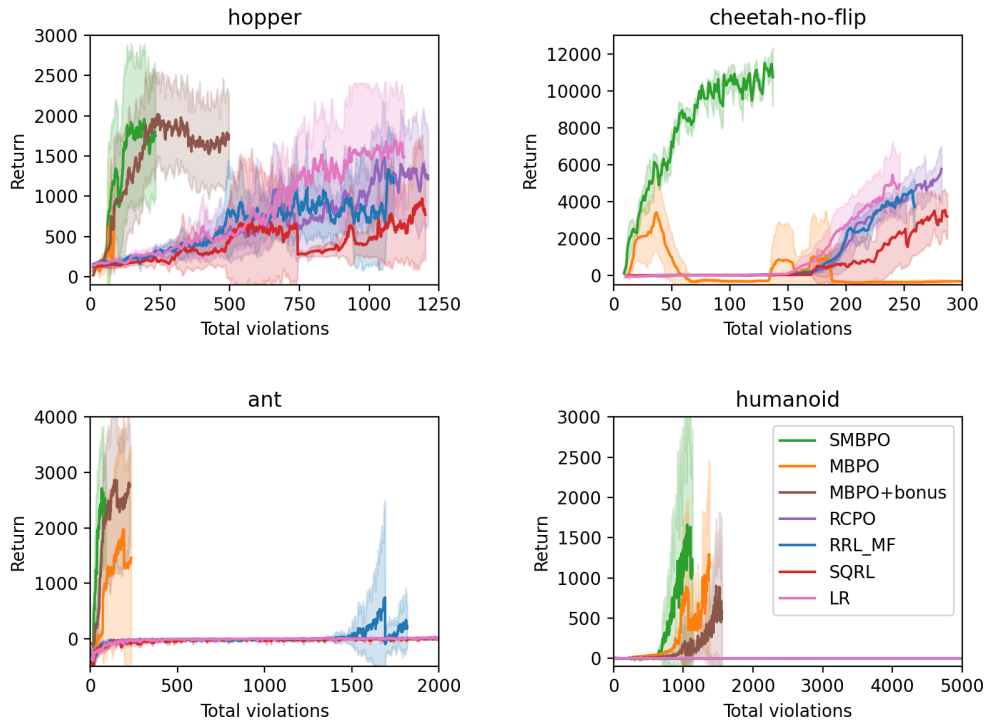 hopper
3000
2500
2000
1500
1000
500
0
Return
0 250 500 750 1000 1250
Total violations
cheetah-no-flip
12000
10000
8000
6000
4000
2000
0
Return
0 50 100 150 200 250 300
Total violations
ant
4000
3000
2000
1000
0
Return
0 500 1000 1500 2000
Total violations
humanoid
3000
2500
2000
1500
1000
500
0
Return
0 1000 2000 3000 4000 5000
Total violations
SMBPO
MBPO
MBPO+bonus
RCPO
RRL_MF
SQRL
LR